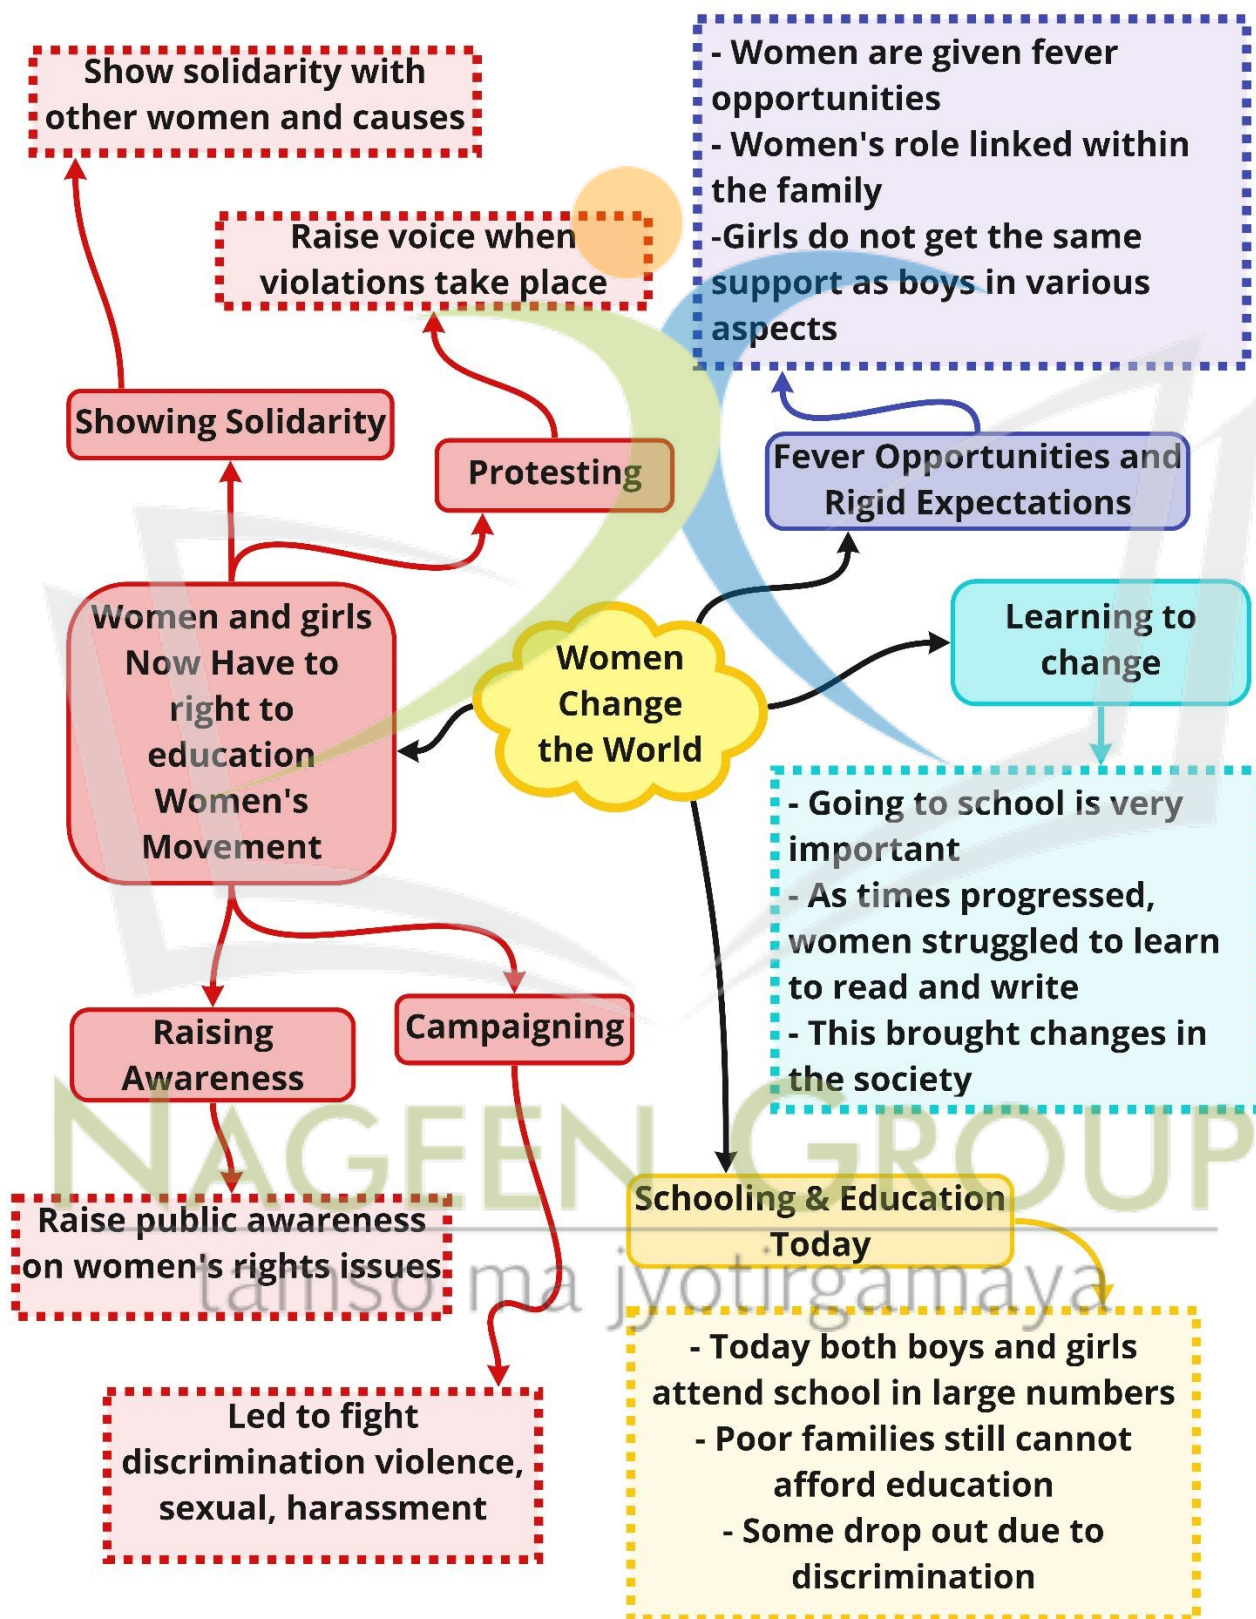 Show solidarity with
other women and causes
- Women are given fever
opportunities
- Women's role linked within
the family
-Girls do not get the same
support as boys in various
aspects
Raise voice when
violations take place
Showing Solidarity
Protesting
Fever Opportunities and
Rigid Expectations
Women and girls
Now Have to
right to
education
Women's
Movement
Women
Change
the World
Learning to
change
- Going to school is very
important
- As times progressed,
women struggled to learn
to read and write
- This brought changes in
the society
Raising
Awareness
Campaigning
NAGEEN GROUP
tamso ma jyotirgamaya
Schooling & Education
Today
Raise public awareness
on women's rights issues
Led to fight
discrimination violence,
sexual, harassment
- Today both boys and girls
attend school in large numbers
- Poor families still cannot
afford education
- Some drop out due to
discrimination